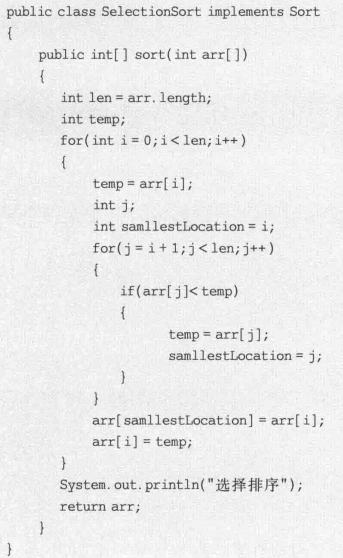 public class SelectionSort implements Sort
{
    public int[] sort(int arr[])
    {
        int len = arr.length;
        int temp;
        for(int i = 0;i < len;i++)
        {
            temp = arr[i];
            int j;
            int samllestLocation = i;
            for(j = i + 1;j < len;j++)
            {
                if(arr[j]< temp)
                {
                    temp = arr[j];
                    samllestLocation = j;
                }
            }
            arr[samllestLocation] = arr[i];
            arr[i] = temp;
        }
        System.out.println("选择排序");
        return arr;
    }
}